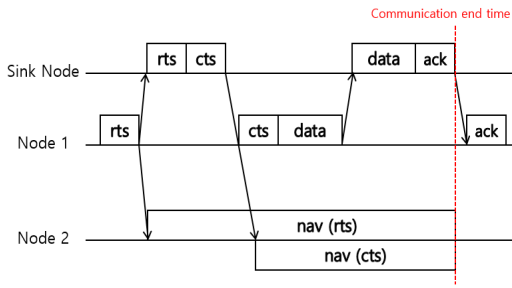 Communication end time
rts cts data ack
Sink Node
rts cts data ack
Node 1
nav (rts)
Node 2
nav (cts)